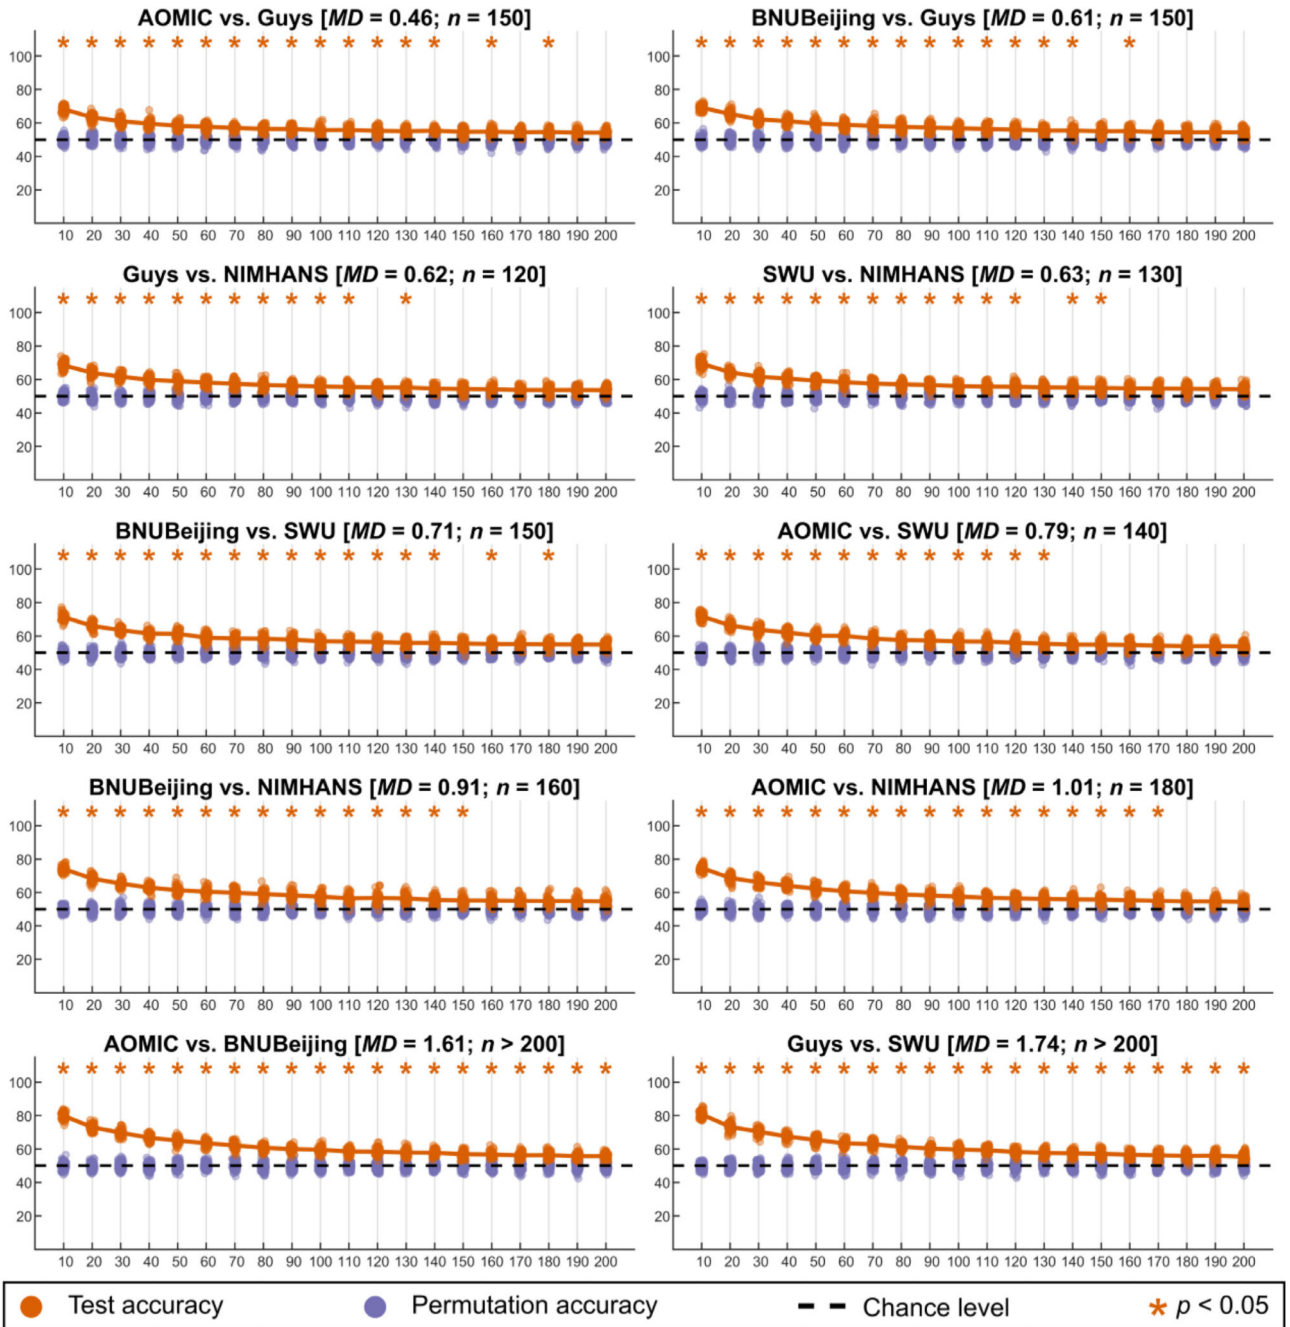 AOMIC vs. Guys [MD = 0.46; n = 150]
* * * * * * * * * * * * * * * *
100
80
60
40
20
10 20 30 40 50 60 70 80 90 100 110 120 130 140 150 160 170 180 190 200
BNUBeijing vs. Guys [MD = 0.61; n = 150]
* * * * * * * * * * * * * * *
100
80
60
40
20
10 20 30 40 50 60 70 80 90 100 110 120 130 140 150 160 170 180 190 200
Guys vs. NIMHANS [MD = 0.62; n = 120]
* * * * * * * * * * * *
100
80
60
40
20
10 20 30 40 50 60 70 80 90 100 110 120 130 140 150 160 170 180 190 200
SWU vs. NIMHANS [MD = 0.63; n = 130]
* * * * * * * * * * * * * *
100
80
60
40
20
10 20 30 40 50 60 70 80 90 100 110 120 130 140 150 160 170 180 190 200
BNUBeijing vs. SWU [MD = 0.71; n = 150]
* * * * * * * * * * * * * * * *
100
80
60
40
20
10 20 30 40 50 60 70 80 90 100 110 120 130 140 150 160 170 180 190 200
AOMIC vs. SWU [MD = 0.79; n = 140]
* * * * * * * * * * * * *
100
80
60
40
20
10 20 30 40 50 60 70 80 90 100 110 120 130 140 150 160 170 180 190 200
BNUBeijing vs. NIMHANS [MD = 0.91; n = 160]
* * * * * * * * * * * * * * *
100
80
60
40
20
10 20 30 40 50 60 70 80 90 100 110 120 130 140 150 160 170 180 190 200
AOMIC vs. NIMHANS [MD = 1.01; n = 180]
* * * * * * * * * * * * * * * * *
100
80
60
40
20
10 20 30 40 50 60 70 80 90 100 110 120 130 140 150 160 170 180 190 200
AOMIC vs. BNUBeijing [MD = 1.61; n > 200]
* * * * * * * * * * * * * * * * * * * *
100
80
60
40
20
10 20 30 40 50 60 70 80 90 100 110 120 130 140 150 160 170 180 190 200
Guys vs. SWU [MD = 1.74; n > 200]
* * * * * * * * * * * * * * * * * * * *
100
80
60
40
20
10 20 30 40 50 60 70 80 90 100 110 120 130 140 150 160 170 180 190 200
Test accuracy Permutation accuracy Chance level * p < 0.05